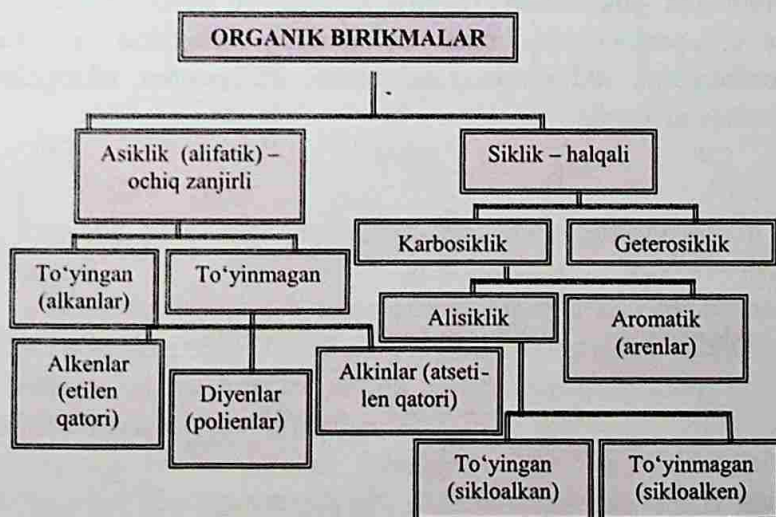 ORGANIK BIRIKMALAR
Asiklik (alifatik) –
ochiq zanjirli
Siklik – halqali
To‘yingan
(alkanlar)
To‘yinmagan
Karbosiklik
Geterosiklik
Alkenlar
(etilen
qatori)
Diyenlar
(polienlar)
Alkinlar (atseti-
len qatori)
Alisiklik
Aromatik
(arenlar)
To‘yingan
(sikloalkan)
To‘yinmagan
(sikloalken)